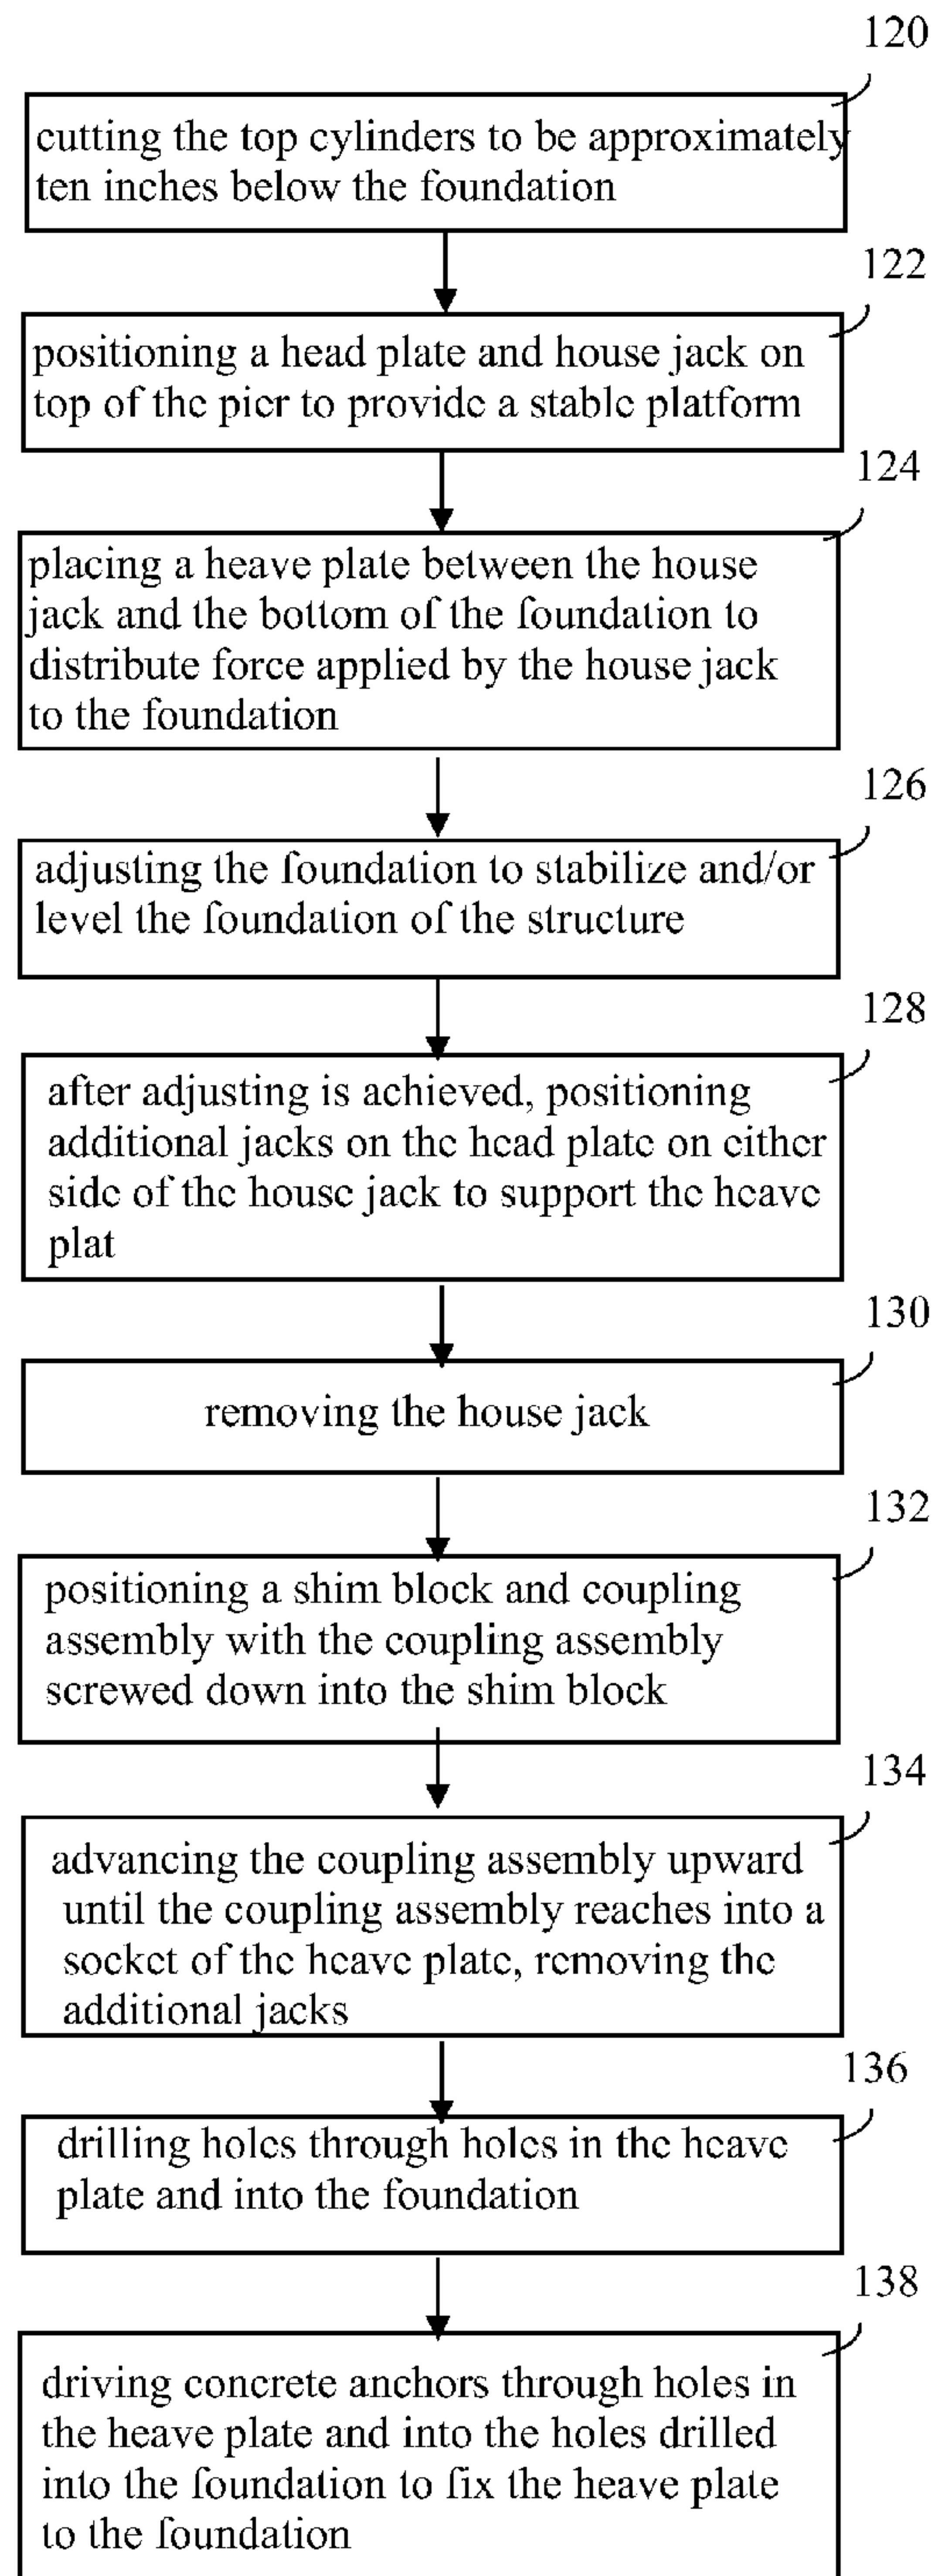 120
cutting the top cylinders to be approximately
ten inches below the foundation
122
positioning a head plate and house jack on
top of the pier to provide a stable platform
124
placing a heave plate between the house
jack and the bottom of the foundation to
distribute force applied by the house jack
to the foundation
126
adjusting the foundation to stabilize and/or
level the foundation of the structure
128
after adjusting is achieved, positioning
additional jacks on the head plate on either
side of the house jack to support the heave
plat
130
removing the house jack
132
positioning a shim block and coupling
assembly with the coupling assembly
screwed down into the shim block
134
advancing the coupling assembly upward
until the coupling assembly reaches into a
socket of the heave plate, removing the
additional jacks
136
drilling holes through holes in the heave
plate and into the foundation
138
driving concrete anchors through holes in
the heave plate and into the holes drilled
into the foundation to fix the heave plate
to the foundation